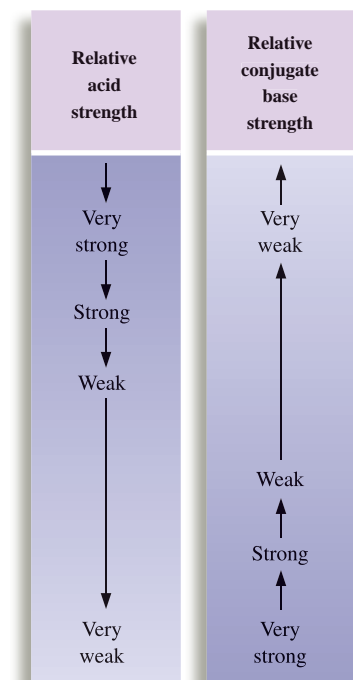 Relative
acid
strength
Very
strong
Strong
Weak
Very
weak
Relative
conjugate
base
strength
Very
weak
Weak
Strong
Very
strong